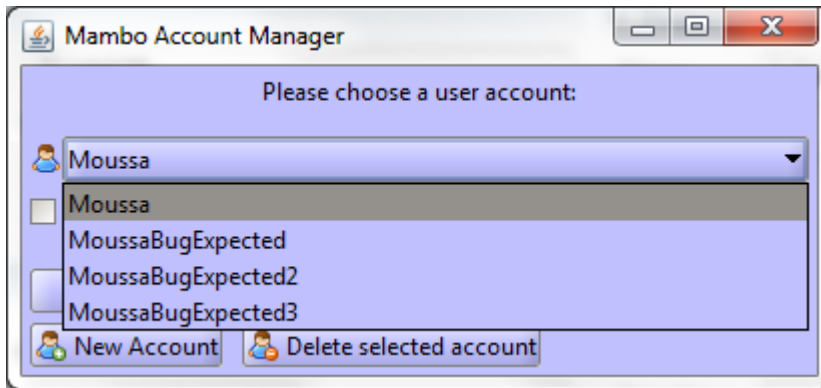 Mambo Account Manager
Please choose a user account:
Moussa
Moussa
MoussaBugExpected
MoussaBugExpected2
MoussaBugExpected3
New Account Delete selected account